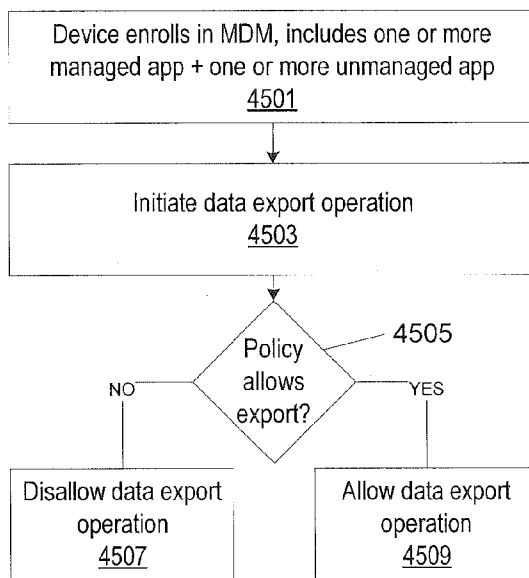 Device enrolls in MDM, includes one or more
managed app + one or more unmanaged app
4501
Initiate data export operation
4503
4505
Policy
allows
export?
NO
YES
Disallow data export
operation
4507
Allow data export
operation
4509